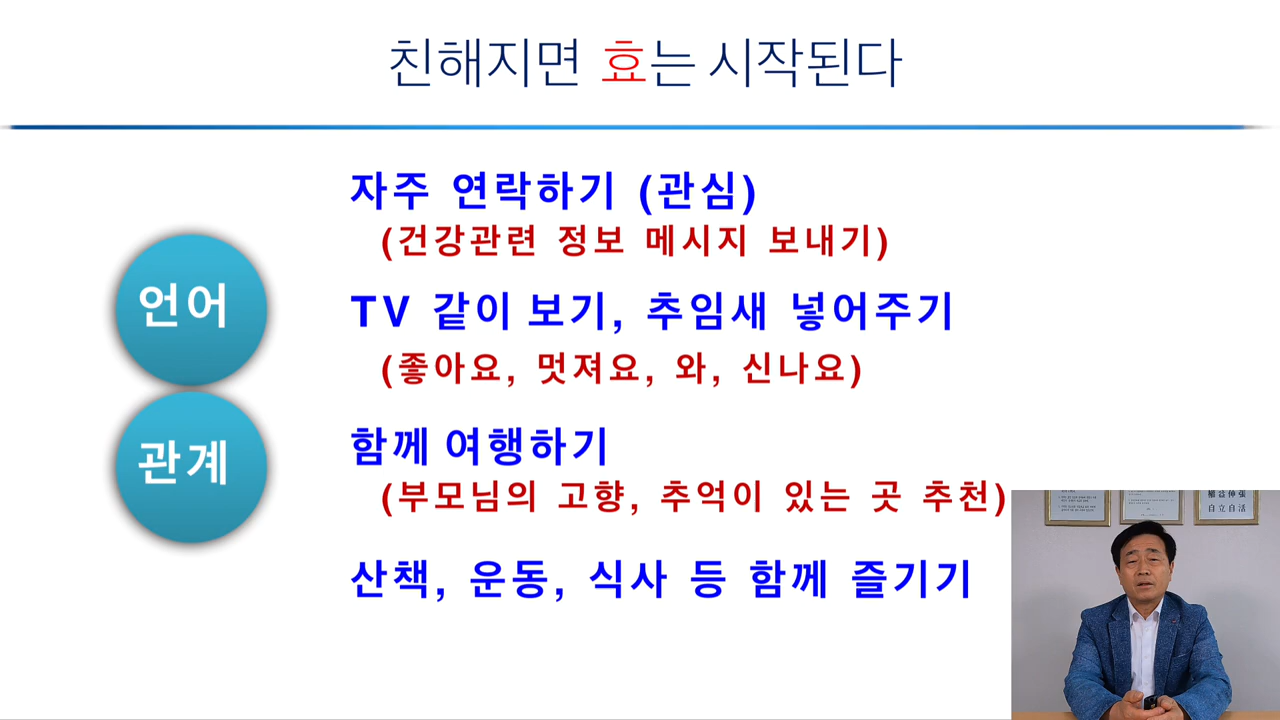 친해지면 효는 시작된다
언어
관계
자주 연락하기 (관심)
(건강관련 정보 메시지 보내기)
TV 같이 보기, 추임새 넣어주기
(좋아요, 멋져요, 와, 신나요)
함께 여행하기
(부모님의 고향, 추억이 있는 곳 추천)
산책, 운동, 식사 등 함께 즐기기
自立自活